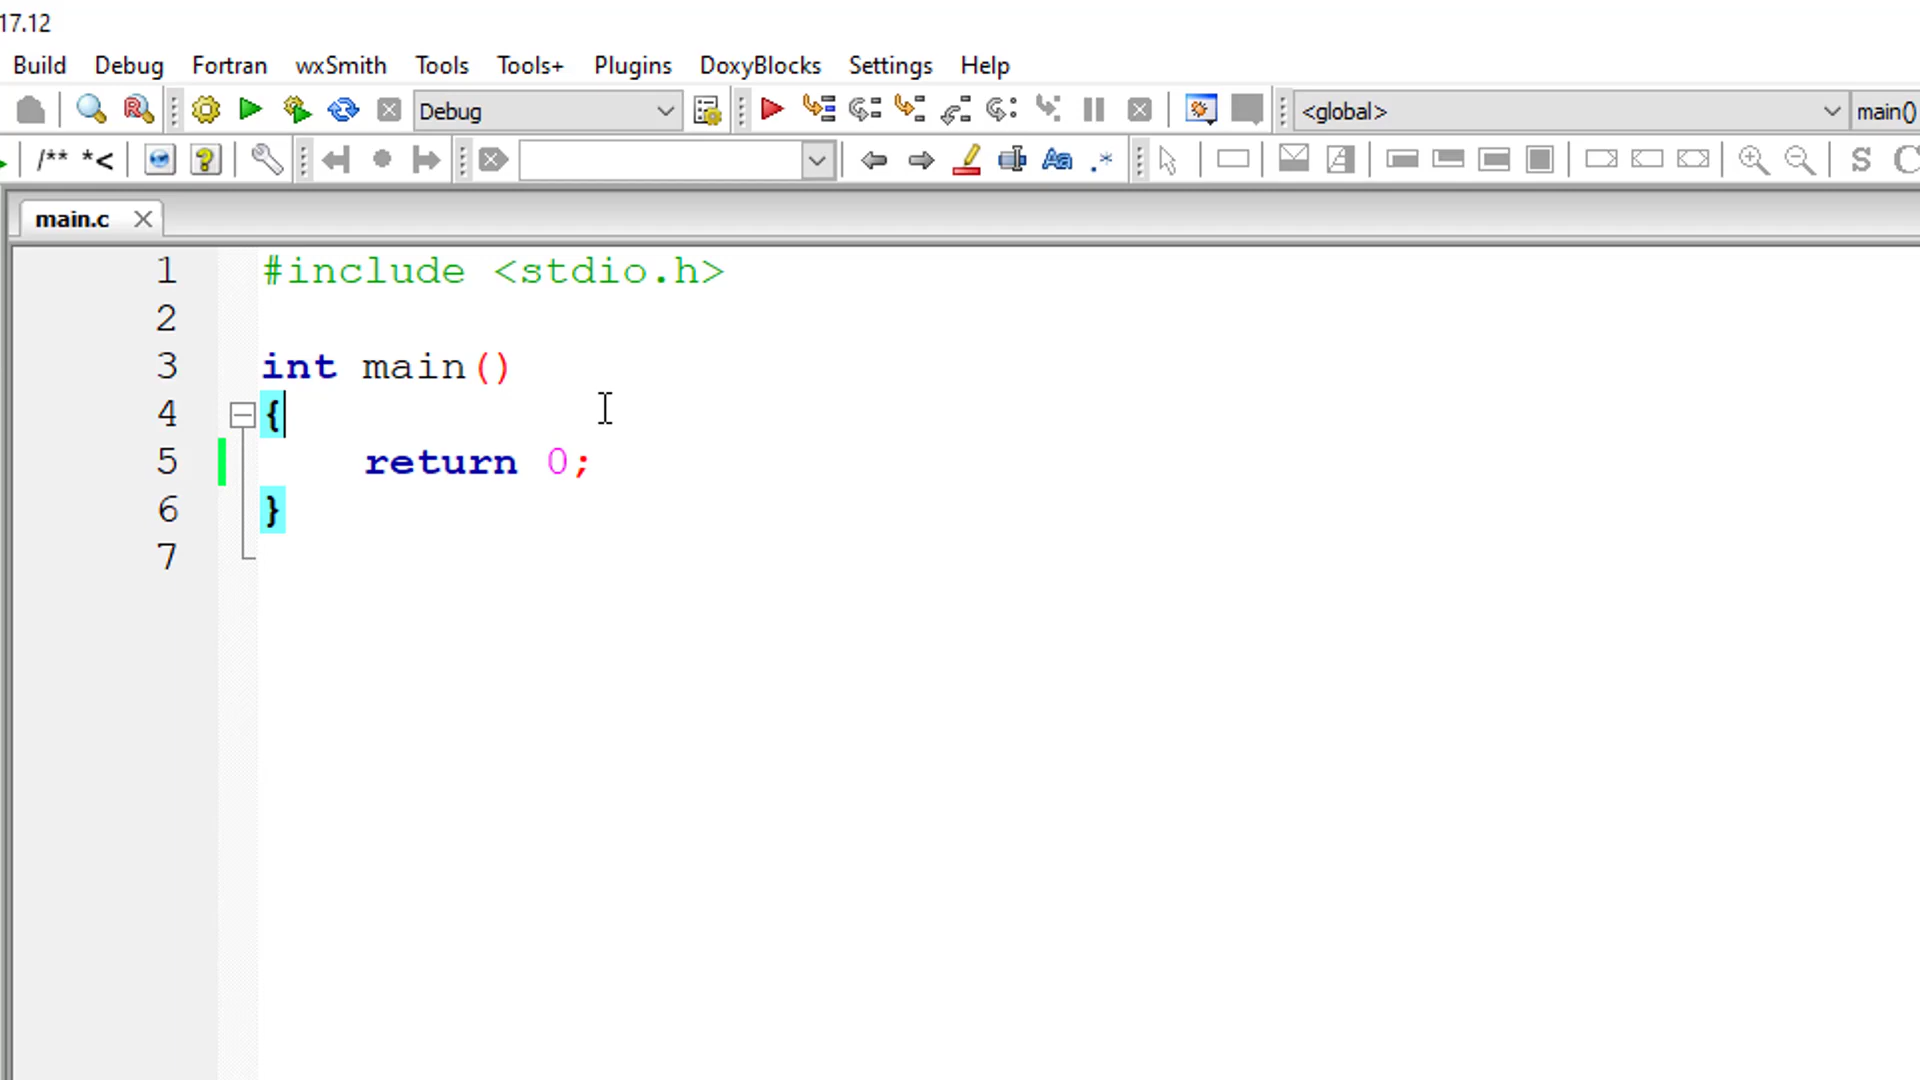 17.12
Build Debug Fortran wxSmith Tools Tools+ Plugins DoxyBlocks Settings Help
Debug <global> main()
/** *< S C
main.c
1 #include <stdio.h>
2
3 int main()
4 {
5 return 0;
6 }
7